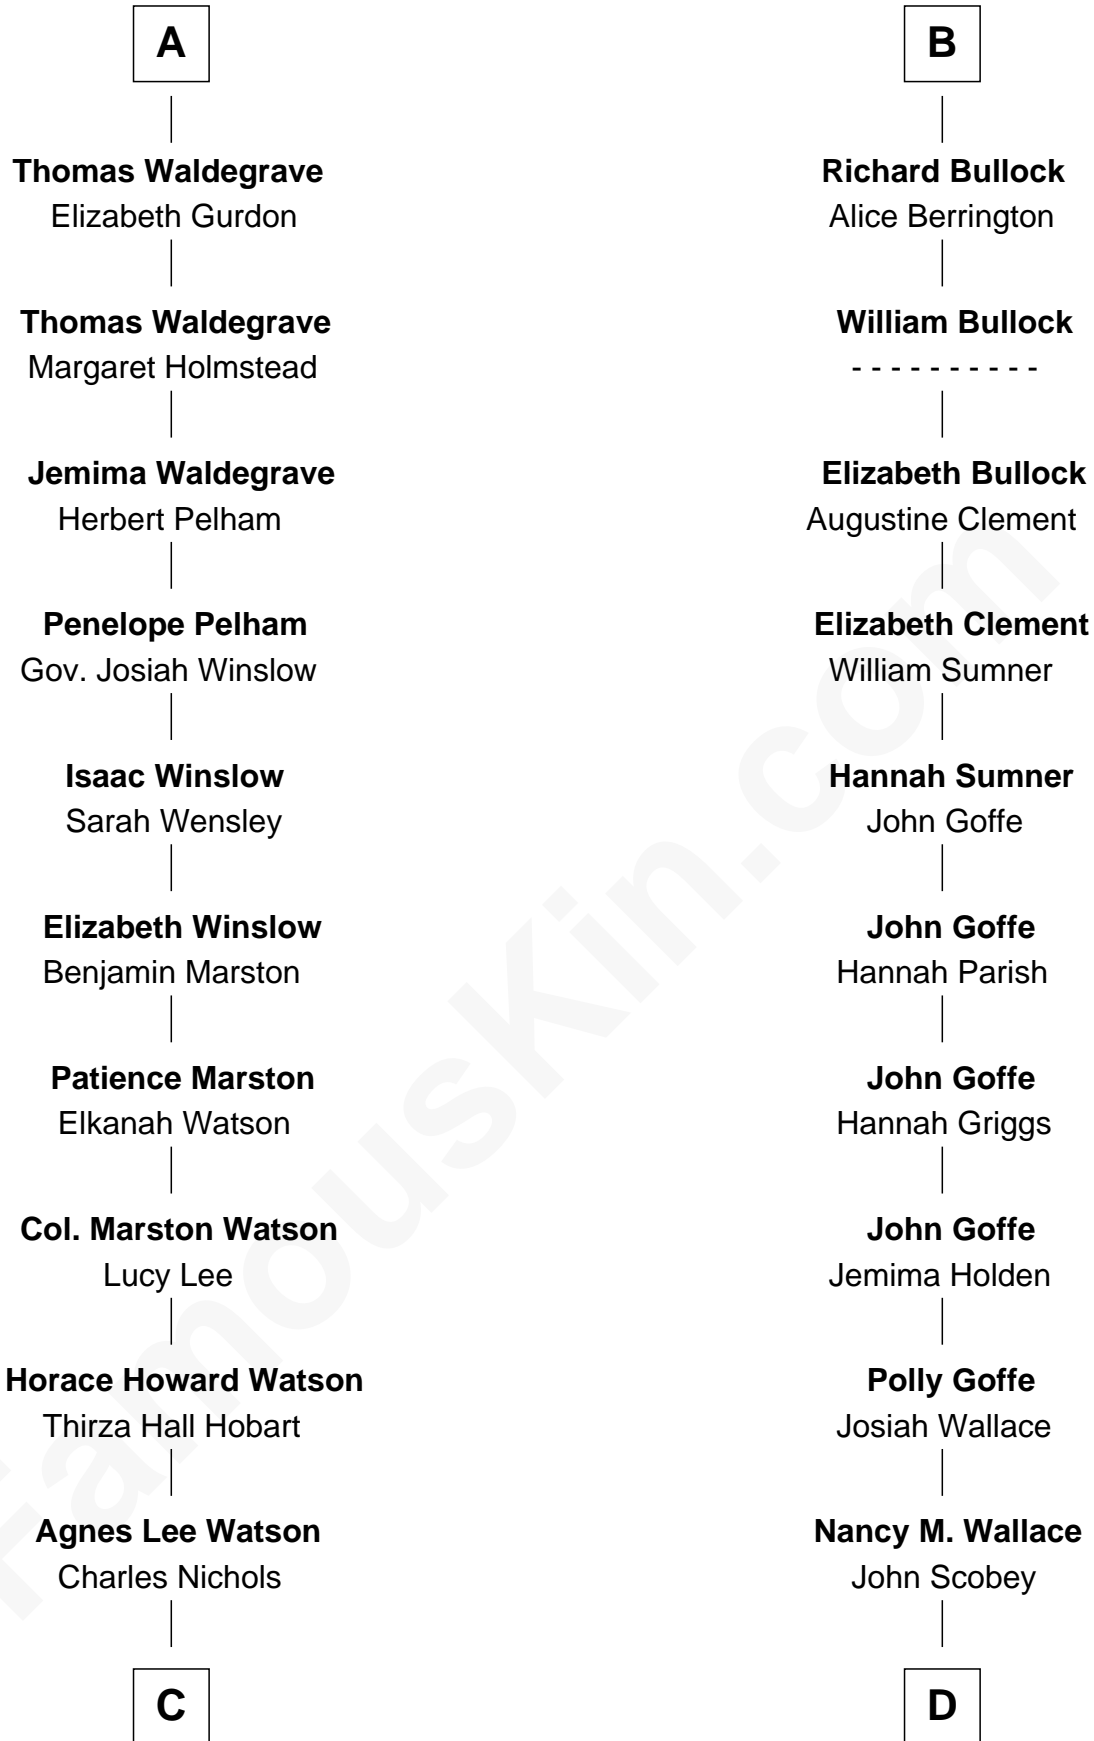 A
Thomas Waldegrave
Elizabeth Gurdon
Thomas Waldegrave
Margaret Holmstead
Jemima Waldegrave
Herbert Pelham
Penelope Pelham
Gov. Josiah Winslow
Isaac Winslow
Sarah Wensley
Elizabeth Winslow
Benjamin Marston
Patience Marston
Elkanah Watson
Col. Marston Watson
Lucy Lee
Horace Howard Watson
Thirza Hall Hobart
Agnes Lee Watson
Charles Nichols
C
B
Richard Bullock
Alice Berrington
William Bullock
- - - - - - - - - -
Elizabeth Bullock
Augustine Clement
Elizabeth Clement
William Sumner
Hannah Sumner
John Goffe
John Goffe
Hannah Parish
John Goffe
Hannah Griggs
John Goffe
Jemima Holden
Polly Goffe
Josiah Wallace
Nancy M. Wallace
John Scobey
D
FamousKin.com